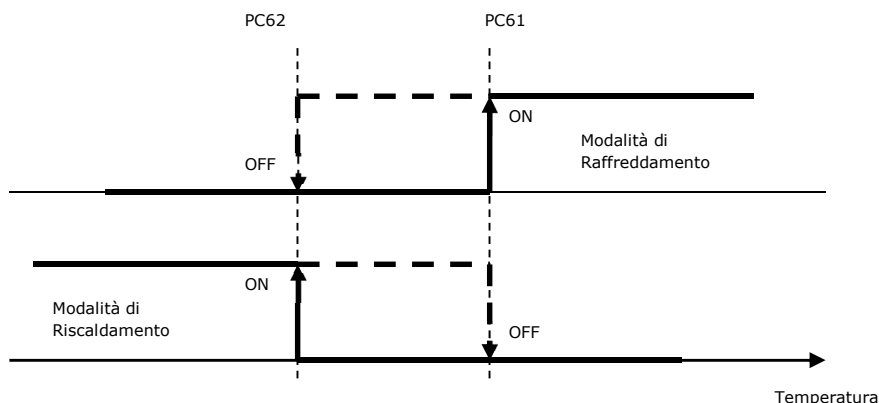 PC62
PC61
ON
Modalità di
Raffreddamento
OFF
ON
Modalità di
Riscaldamento
OFF
Temperatura